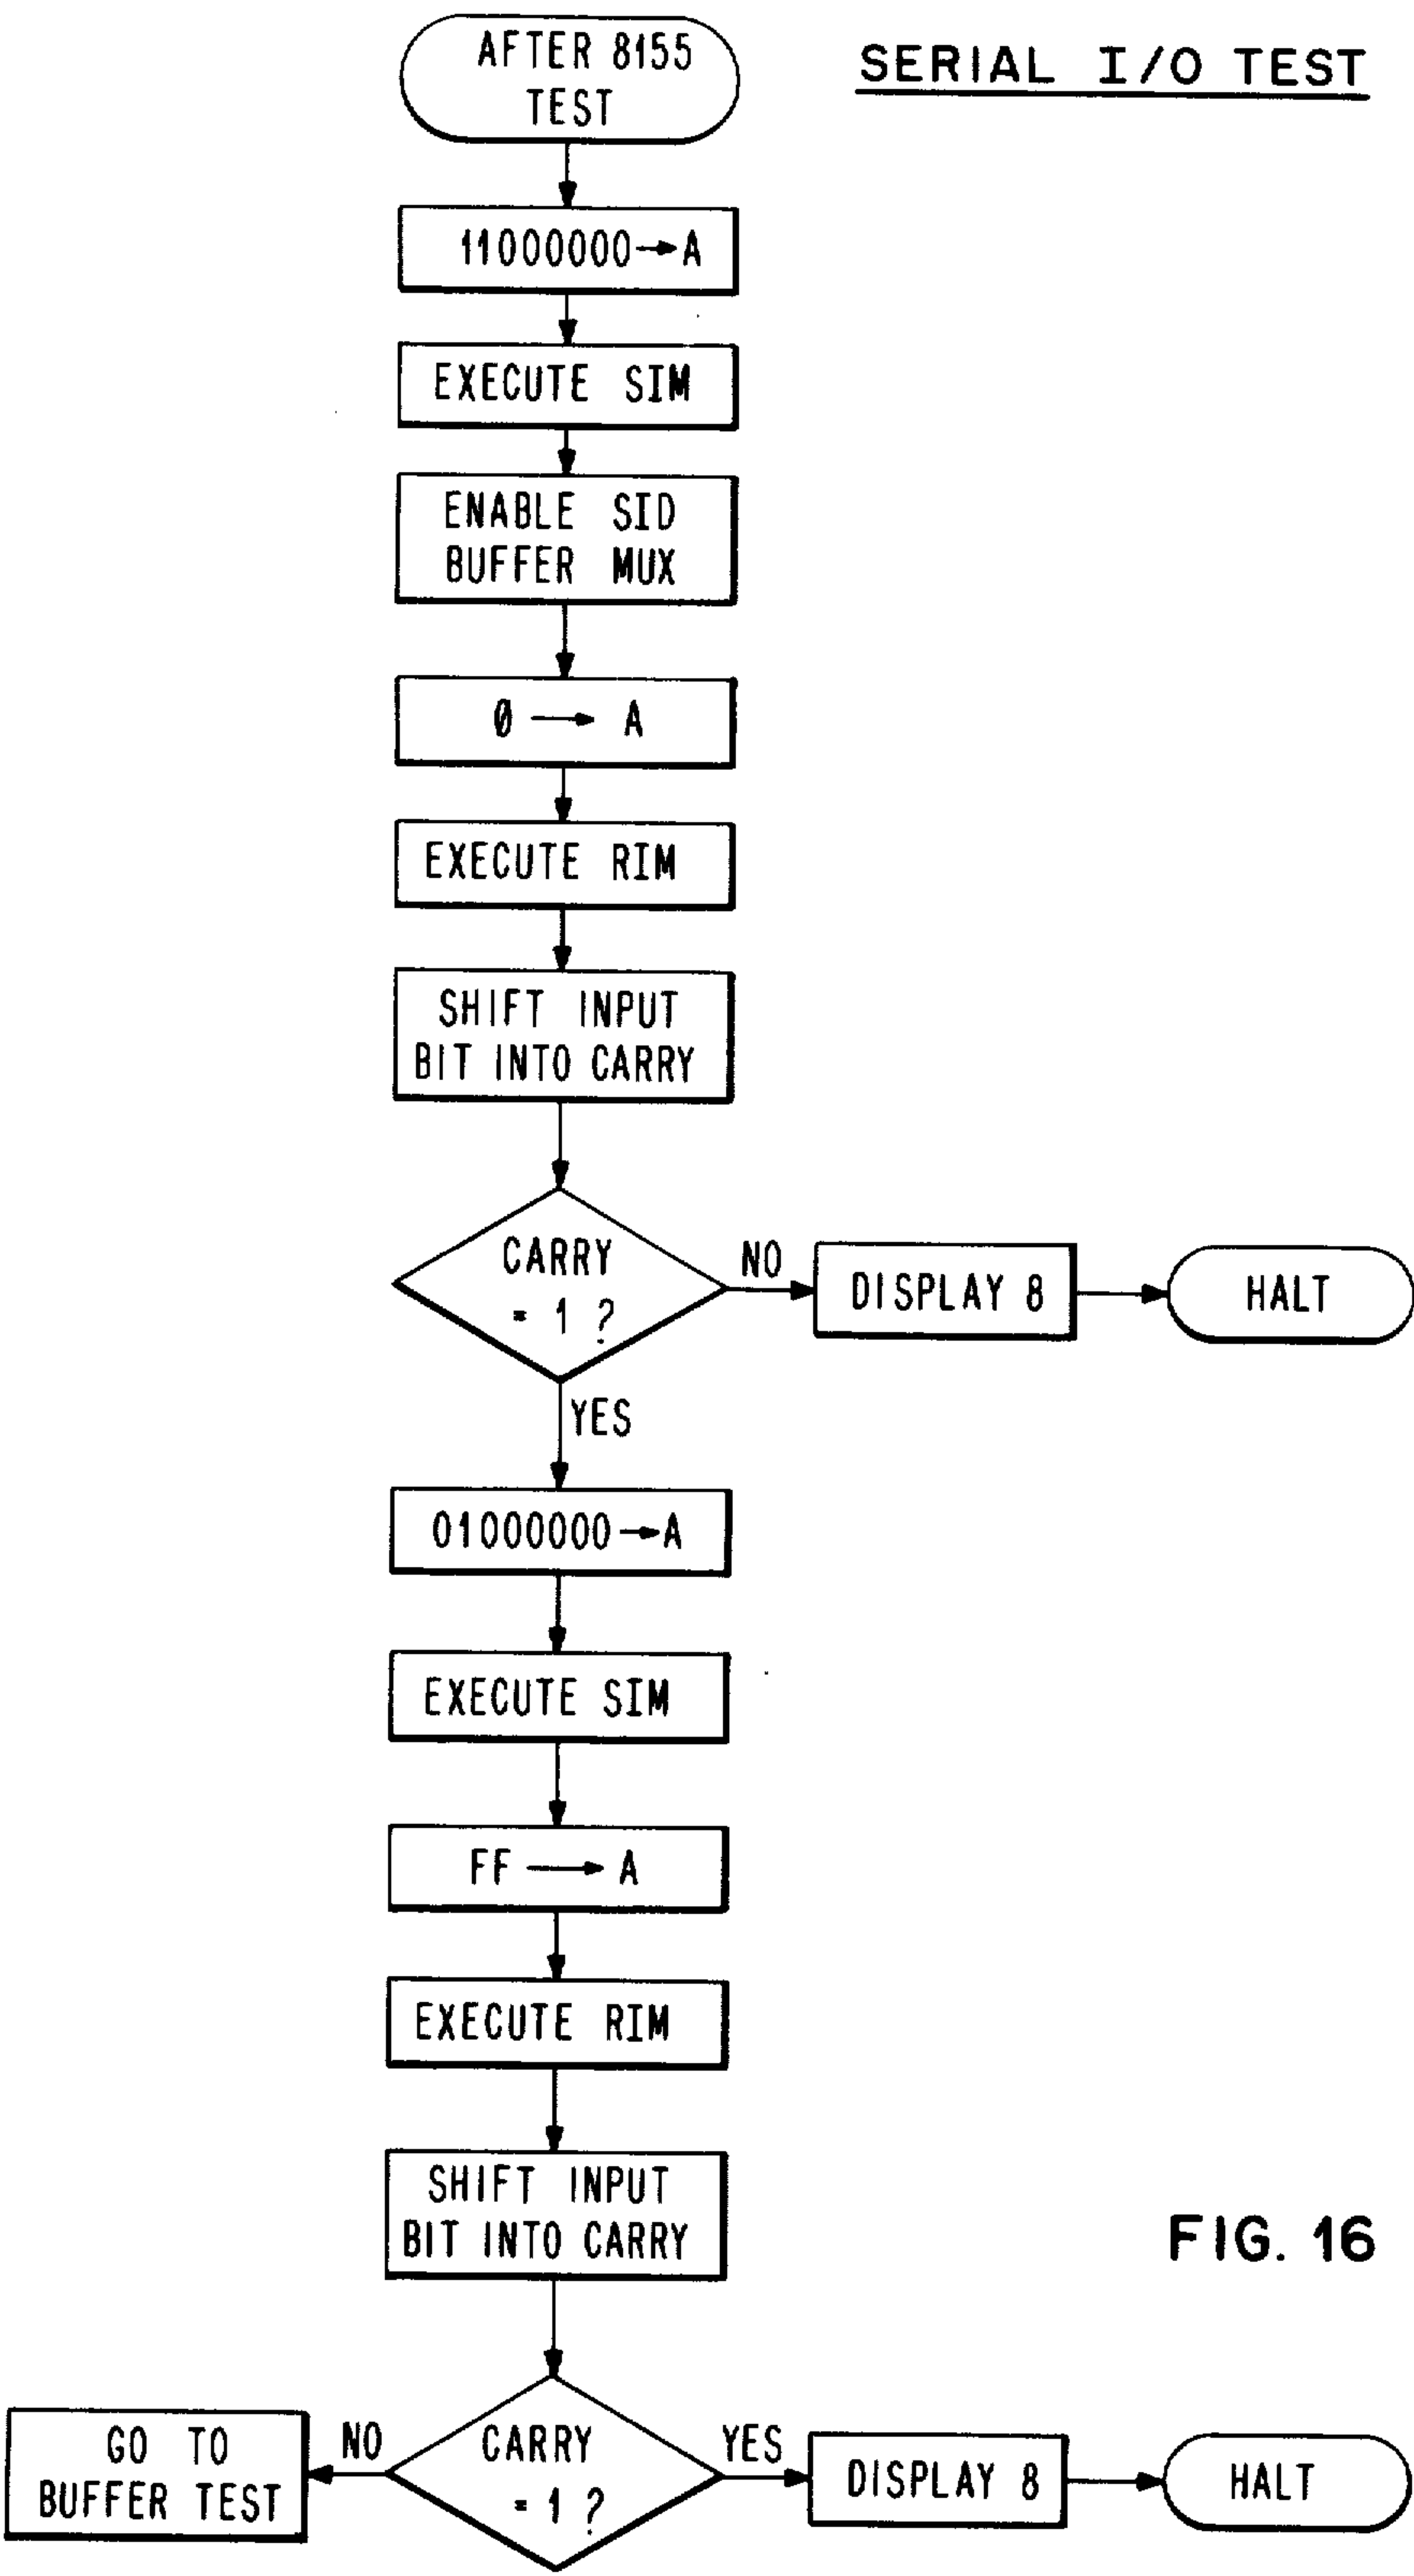 AFTER 8155
TEST
SERIAL I/O TEST
11000000→A
EXECUTE SIM
ENABLE SID
BUFFER MUX
Ø → A
EXECUTE RIM
SHIFT INPUT
BIT INTO CARRY
CARRY
= 1 ?
NO
DISPLAY 8
HALT
YES
01000000→A
EXECUTE SIM
FF → A
EXECUTE RIM
SHIFT INPUT
BIT INTO CARRY
FIG. 16
GO TO
BUFFER TEST
NO
CARRY
= 1 ?
YES
DISPLAY 8
HALT